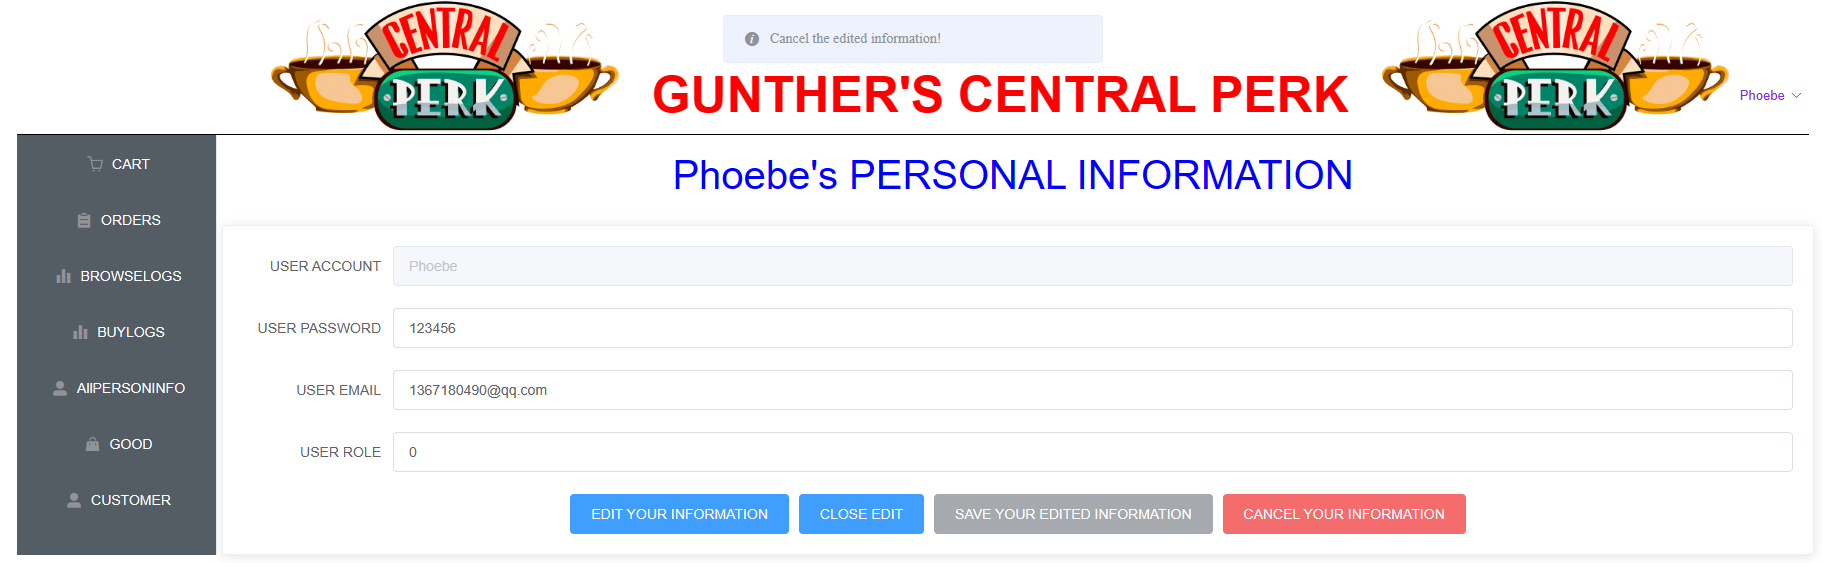 CENTRAL
PERK
Cancel the edited information!
GUNTHER'S CENTRAL PERK
CENTRAL
PERK
Phoebe
CART
ORDERS
BROWSELOGS
BUYLOGS
AllPERSONINFO
GOOD
CUSTOMER
Phoebe's PERSONAL INFORMATION
USER ACCOUNT Phoebe
USER PASSWORD 123456
USER EMAIL 1367180490@qq.com
USER ROLE 0
EDIT YOUR INFORMATION CLOSE EDIT SAVE YOUR EDITED INFORMATION CANCEL YOUR INFORMATION